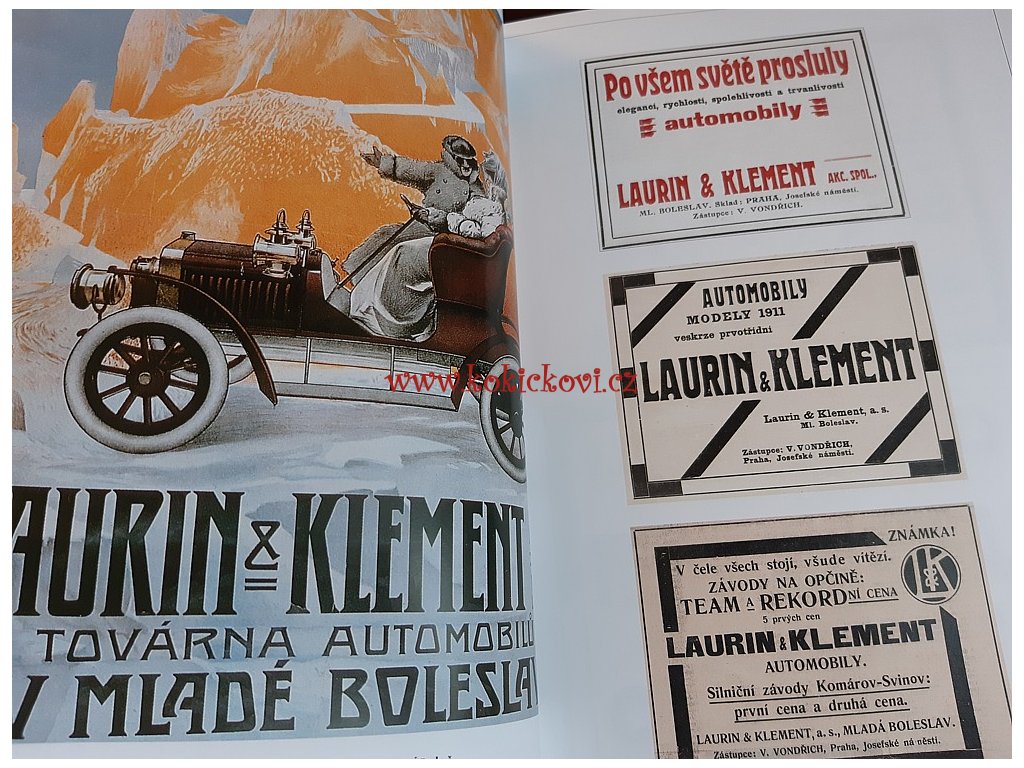 LAURIN & KLEMENT
TOVÁRNA AUTOMOBILŮ
V MLADÉ BOLESLAVI
Po všem světě prosluly
elegancí, rychlostí, spolehlivostí a trvanlivostí
automobily
LAURIN & KLEMENT AKC. SPOL.,
ML. BOLESLAV. Sklad: PRAHA, Josefské náměstí.
Zástupce: V. VONDŘICH.
AUTOMOBILY
MODELY 1911
veskrze prvotřídní
LAURIN & KLEMENT
Laurin & Klement, a. s.
Ml. Boleslav.
Zástupce: V. VONDŘICH,
Praha, Josefské náměstí.
ZNÁMKA!
LK
V čele všech stojí, všude vítězí.
ZÁVODY NA OPČINĚ:
TEAM A REKORDNÍ CENA
5 prvých cen
LAURIN & KLEMENT
AUTOMOBILY.
Silniční závody Komárov-Svinov:
první cena a druhá cena.
LAURIN & KLEMENT, a. s., MLADÁ BOLESLAV.
Zástupce: V. VONDŘICH, Praha, Josefské náměstí.
www.kokickovi.cz